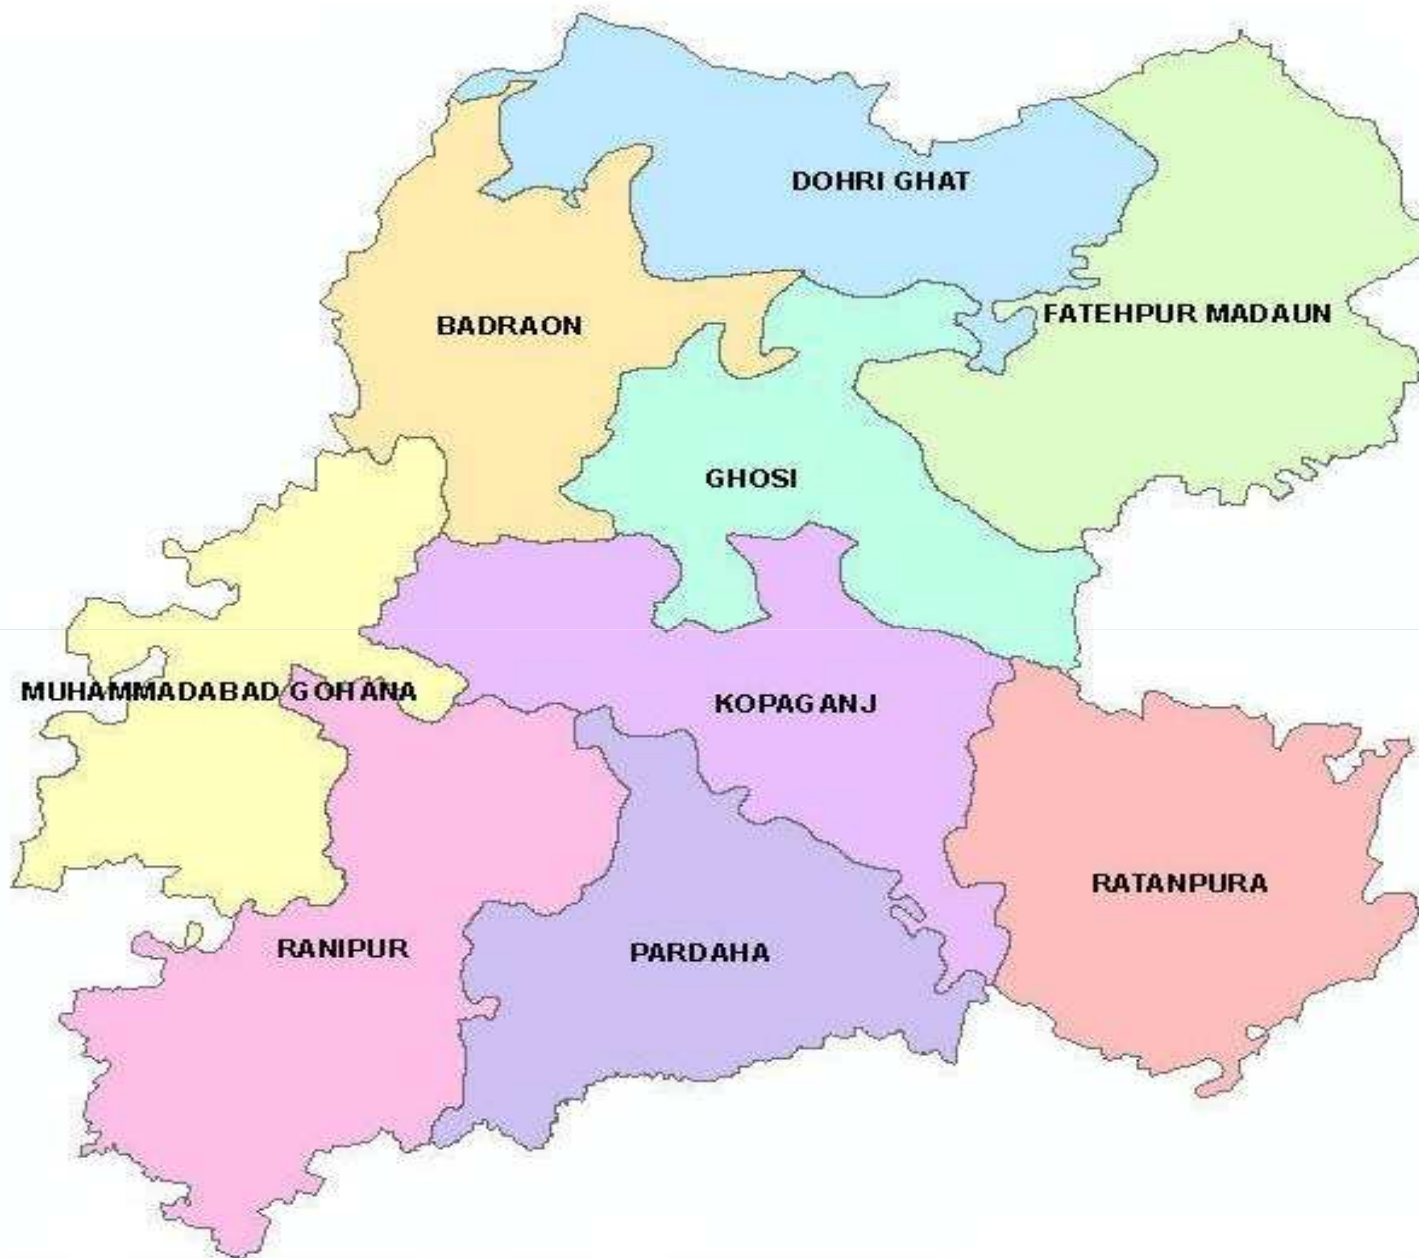 DOHRI GHAT
FATEHPUR MADAUN
BADRAON
GHOSI
MUHAMMADABAD GOHANA
KOPAGANJ
RATANPURA
RANIPUR
PARDAHA